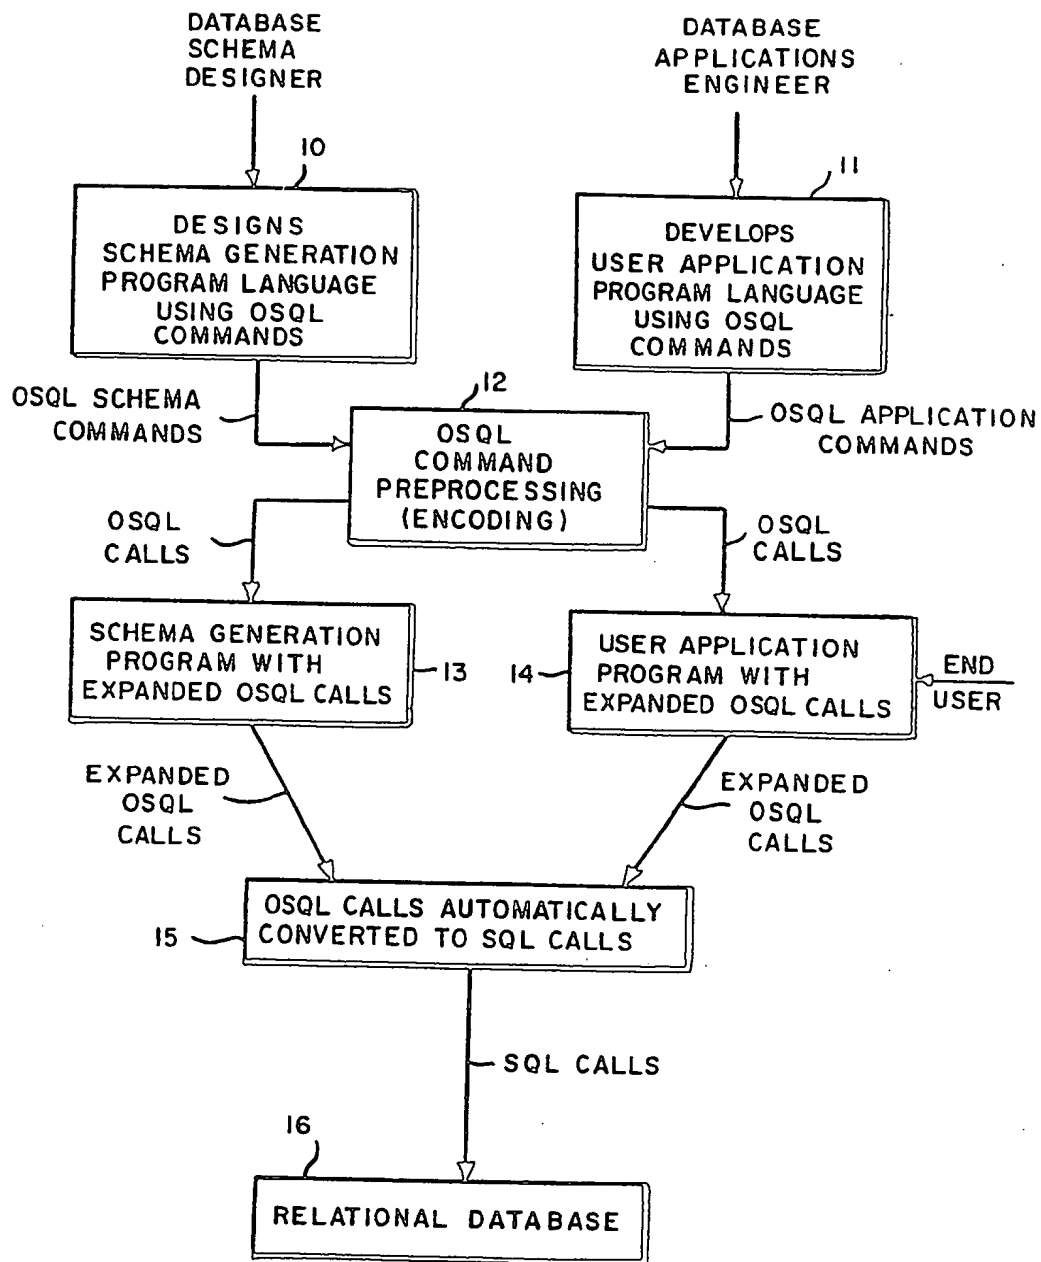 DATABASE
SCHEMA
DESIGNER
DATABASE
APPLICATIONS
ENGINEER
10
11
DESIGNS
SCHEMA GENERATION
PROGRAM LANGUAGE
USING OSQL
COMMANDS
DEVELOPS
USER APPLICATION
PROGRAM LANGUAGE
USING OSQL
COMMANDS
OSQL SCHEMA
COMMANDS
12
OSQL
COMMAND
PREPROCESSING
(ENCODING)
OSQL APPLICATION
COMMANDS
OSQL
CALLS
OSQL
CALLS
SCHEMA GENERATION
PROGRAM WITH
EXPANDED OSQL CALLS
13
14
USER APPLICATION
PROGRAM WITH
EXPANDED OSQL CALLS
END
USER
EXPANDED
OSQL
CALLS
EXPANDED
OSQL
CALLS
OSQL CALLS AUTOMATICALLY
CONVERTED TO SQL CALLS
15
SQL CALLS
16
RELATIONAL DATABASE